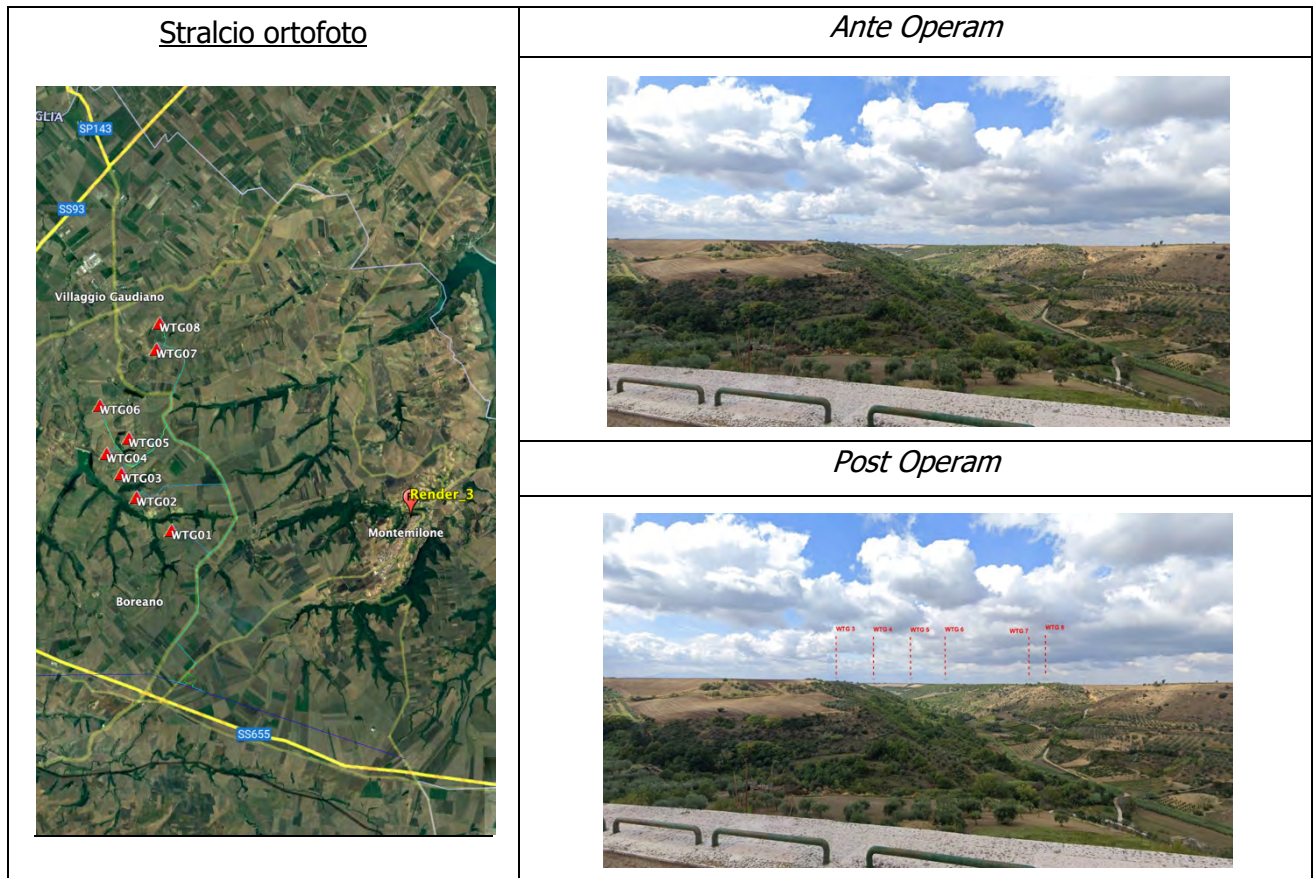 Stralcio ortofoto
GLIA
SP143
SS93
Villaggio Gaudiano
WTG08
WTG07
WTG06
WTG05
WTG04
WTG03
WTG02
WTG01
Render_3
Montemilone
Boreano
SS655
Ante Operam
Post Operam
WTG 3
WTG 4
WTG 5
WTG 6
WTG 7
WTG 8